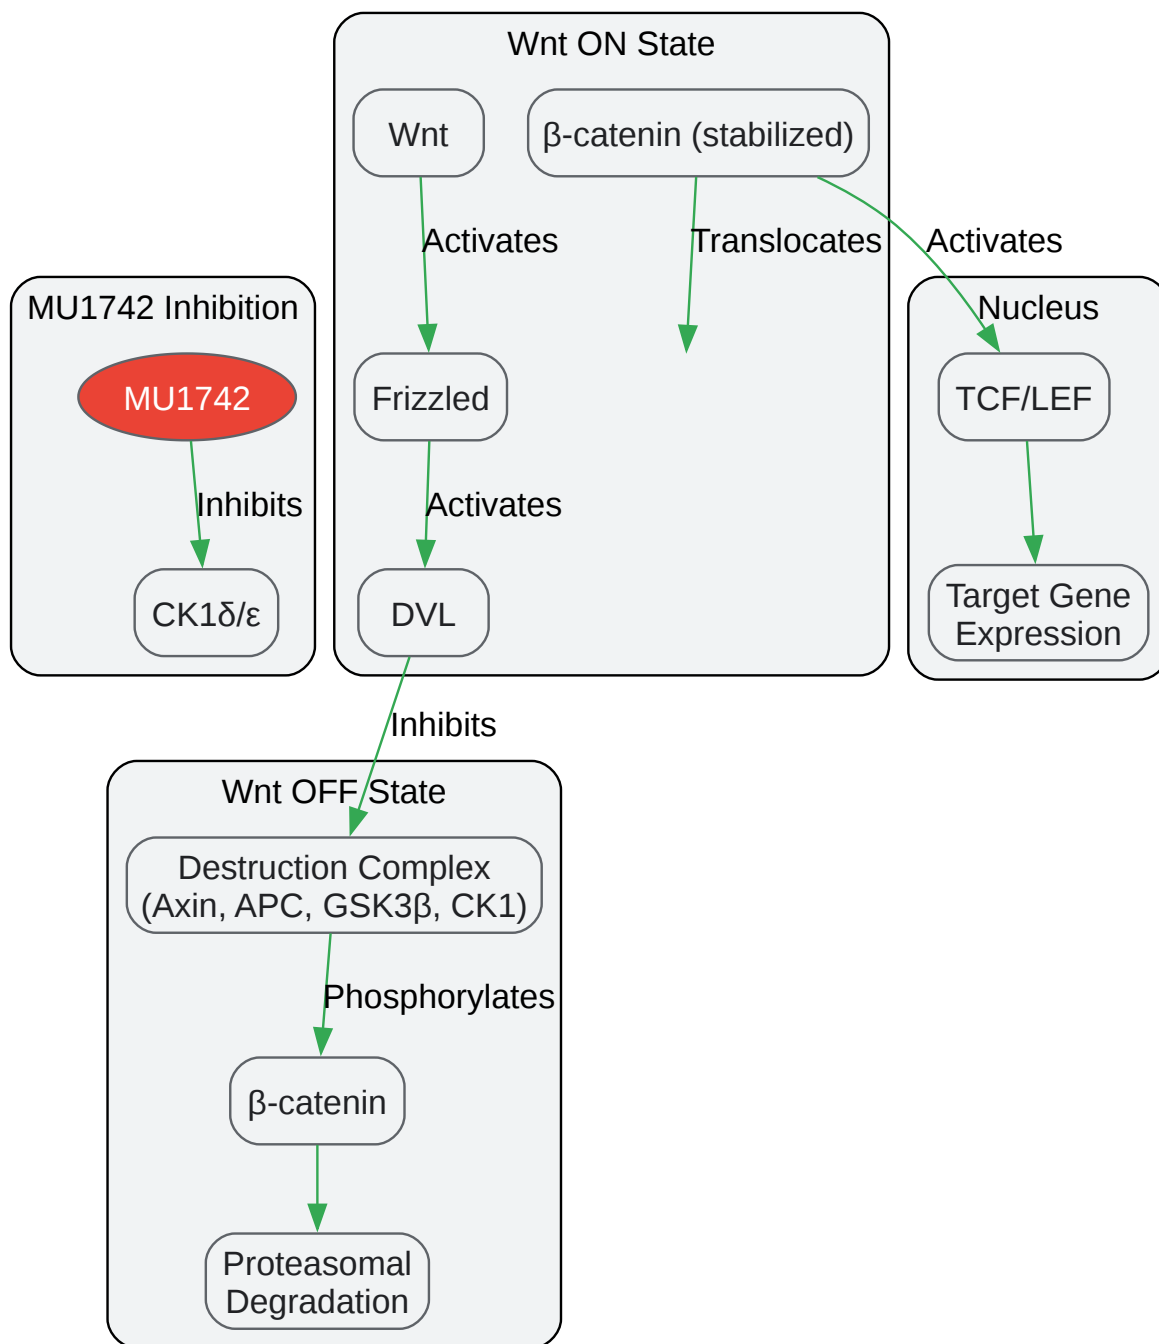 Wnt ON State
Wnt
β-catenin (stabilized)
Activates
Translocates
Activates
MU1742 Inhibition
Nucleus
MU1742
Frizzled
TCF/LEF
Inhibits
Activates
CK1δ/ε
DVL
Target Gene
Expression
Inhibits
Wnt OFF State
Destruction Complex
(Axin, APC, GSK3β, CK1)
Phosphorylates
β-catenin
Proteasomal
Degradation